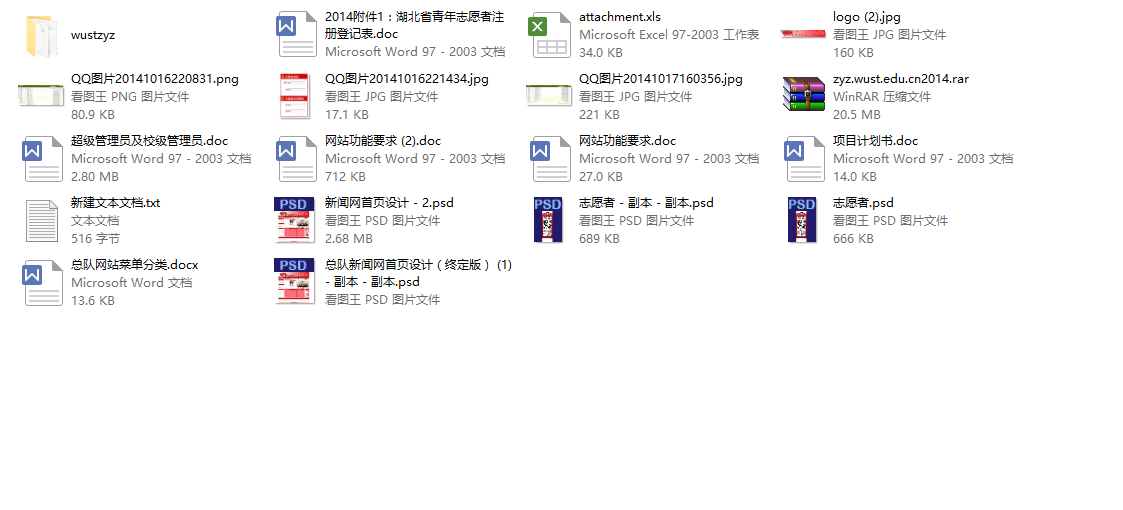 wustzyz
2014附件1：湖北省青年志愿者注
册登记表.doc
Microsoft Word 97 - 2003 文档
attachment.xls
Microsoft Excel 97-2003 工作表
34.0 KB
logo (2).jpg
看图王 JPG 图片文件
160 KB
QQ图片20141016220831.png
看图王 PNG 图片文件
80.9 KB
QQ图片20141016221434.jpg
看图王 JPG 图片文件
17.1 KB
QQ图片20141017160356.jpg
看图王 JPG 图片文件
221 KB
zyz.wust.edu.cn2014.rar
WinRAR 压缩文件
20.5 MB
超级管理员及校级管理员.doc
Microsoft Word 97 - 2003 文档
2.80 MB
网站功能要求 (2).doc
Microsoft Word 97 - 2003 文档
712 KB
网站功能要求.doc
Microsoft Word 97 - 2003 文档
27.0 KB
项目计划书.doc
Microsoft Word 97 - 2003 文档
14.0 KB
新建文本文档.txt
文本文档
516 字节
PSD
新闻网首页设计 - 2.psd
看图王 PSD 图片文件
2.68 MB
PSD
志愿者 - 副本 - 副本.psd
看图王 PSD 图片文件
689 KB
PSD
志愿者.psd
看图王 PSD 图片文件
666 KB
总队网站菜单分类.docx
Microsoft Word 文档
13.6 KB
PSD
总队新闻网首页设计（终定版） (1)
- 副本 - 副本.psd
看图王 PSD 图片文件